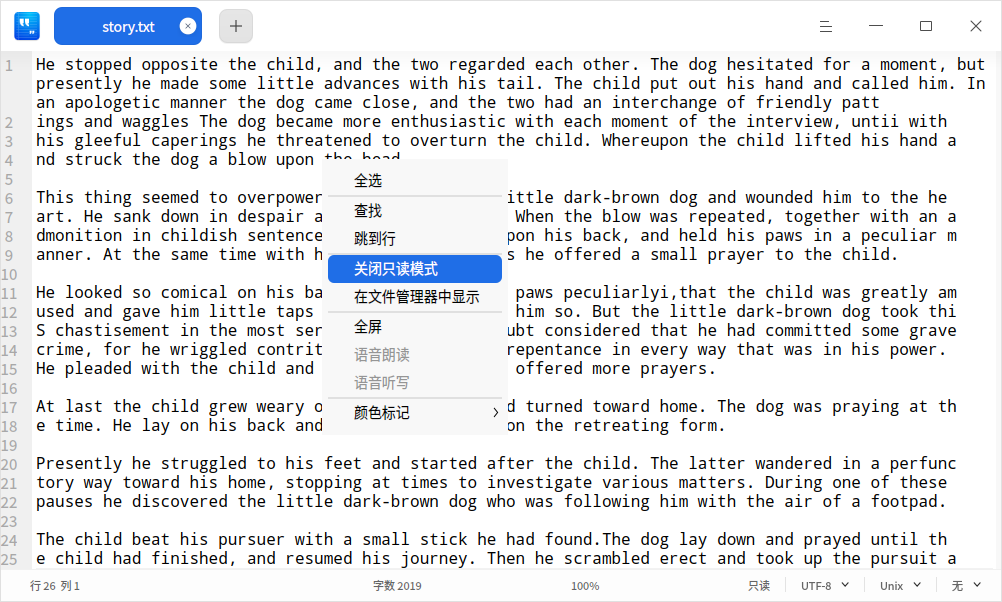 story.txt
1 He stopped opposite the child, and the two regarded each other. The dog hesitated for a moment, but
presently he made some little advances with his tail. The child put out his hand and called him. In
an apologetic manner the dog came close, and the two had an interchange of friendly patt
2 ings and waggles The dog became more enthusiastic with each moment of the interview, untii with
3 his gleeful caperings he threatened to overturn the child. Whereupon the child lifted his hand a
4 nd struck the dog a blow upon the head.
5
6 This thing seemed to overpower ittle dark-brown dog and wounded him to the he
7 art. He sank down in despair a When the blow was repeated, together with an a
8 dmonition in childish sentence pon his back, and held his paws in a peculiar m
9 anner. At the same time with h s he offered a small prayer to the child.
10
11 He looked so comical on his ba paws peculiarlyi,that the child was greatly am
12 used and gave him little taps him so. But the little dark-brown dog took thi
13 S chastisement in the most ser ubt considered that he had committed some grave
14 crime, for he wriggled contrit repentance in every way that was in his power.
15 He pleaded with the child and offered more prayers.
16
17 At last the child grew weary o d turned toward home. The dog was praying at th
18 e time. He lay on his back and on the retreating form.
19
20 Presently he struggled to his feet and started after the child. The latter wandered in a perfunc
21 tory way toward his home, stopping at times to investigate various matters. During one of these
22 pauses he discovered the little dark-brown dog who was following him with the air of a footpad.
23
24 The child beat his pursuer with a small stick he had found.The dog lay down and prayed until th
25 e child had finished, and resumed his journey. Then he scrambled erect and took up the pursuit a
全选
查找
跳到行
关闭只读模式
在文件管理器中显示
全屏
语音朗读
语音听写
颜色标记
行 26 列 1 字数 2019 100% 只读 UTF-8 Unix 无